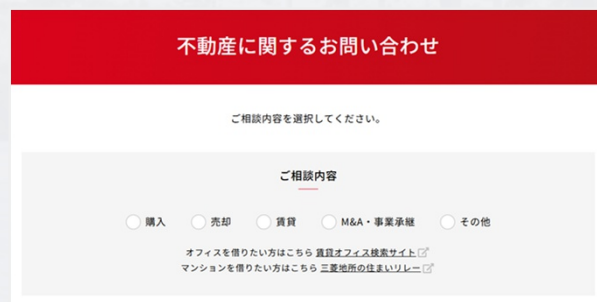 不動産に関するお問い合わせ
ご相談内容を選択してください。
ご相談内容
購入 売却 賃貸 M&A・事業承継 その他
オフィスを借りたい方はこちら 賃貸オフィス検索サイト
マンションを借りたい方はこちら 三菱地所の住まいリレー